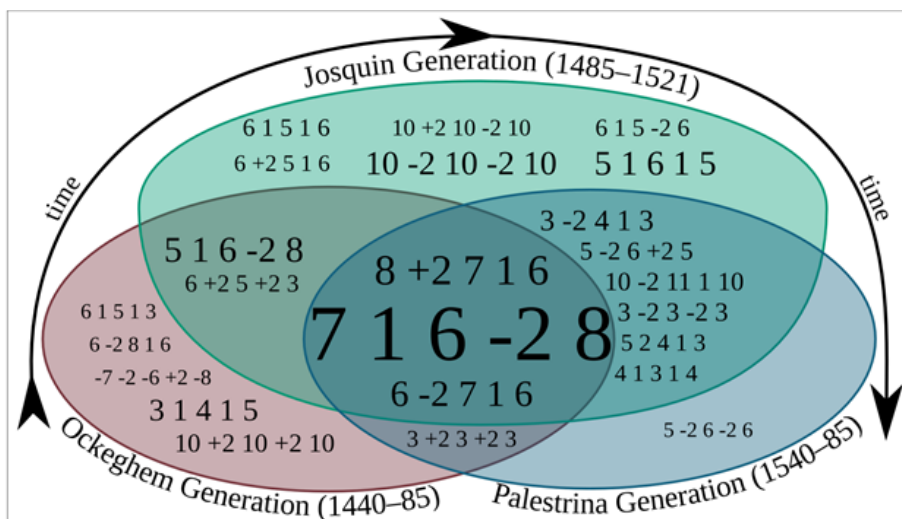 Josquin Generation (1485–1521)
time
time
6 1 5 1 6
10 +2 10 -2 10
6 1 5 -2 6
6 +2 5 1 6
10 -2 10 -2 10
5 1 6 1 5
3 -2 4 1 3
5 1 6 -2 8
5 -2 6 +2 5
8 +2 7 1 6
6 +2 5 +2 3
10 -2 11 1 10
6 1 5 1 3
3 -2 3 -2 3
7 1 6 -2 8
6 -2 8 1 6
5 2 4 1 3
-7 -2 -6 +2 -8
4 1 3 1 4
6 -2 7 1 6
3 1 4 1 5
10 +2 10 +2 10
3 +2 3 +2 3
5 -2 6 -2 6
Ockeghem Generation (1440–85)
Palestrina Generation (1540–85)